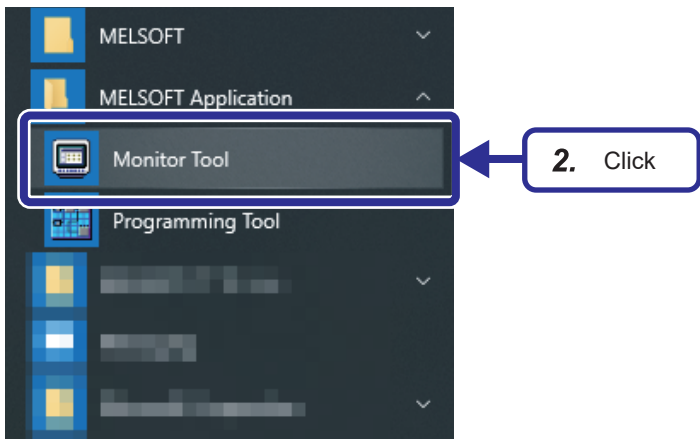 MELSOFT
MELSOFT Application
Monitor Tool
2. Click
Programming Tool